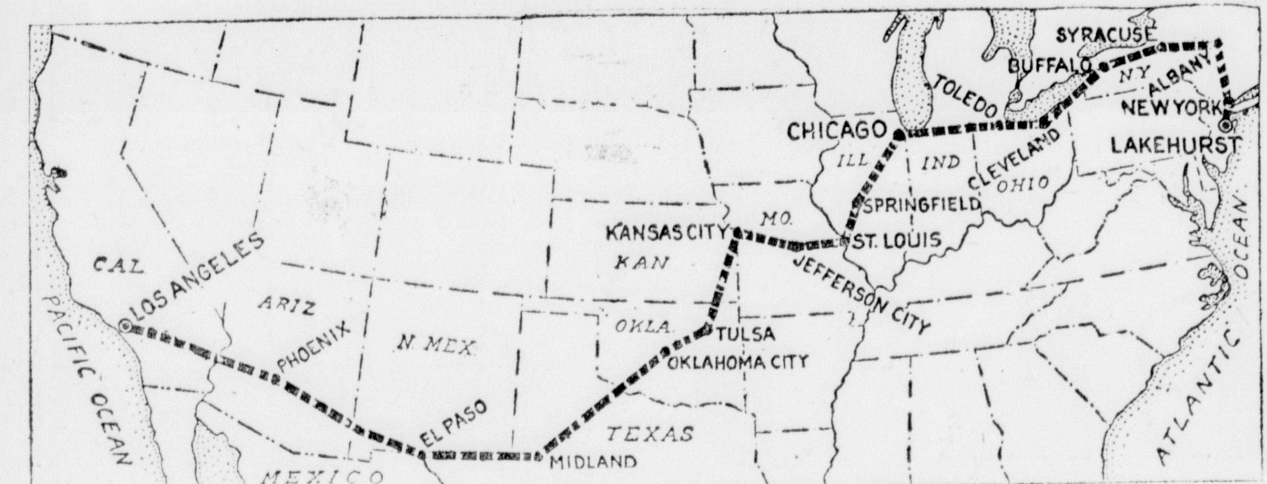 SYRACUSE
BUFFALO
NY
ALBANY
TOLEDO
NEW YORK
CHICAGO
LAKEHURST
ILL
IND
CLEVELAND
OHIO
SPRINGFIELD
MO.
KANSAS CITY
ST. LOUIS
KAN
JEFFERSON CITY
CAL
LOS ANGELES
ARIZ
PHOENIX
N. MEX.
OKLA.
TULSA
OKLAHOMA CITY
EL PASO
TEXAS
MIDLAND
MEXICO
PACIFIC OCEAN
ATLANTIC OCEAN